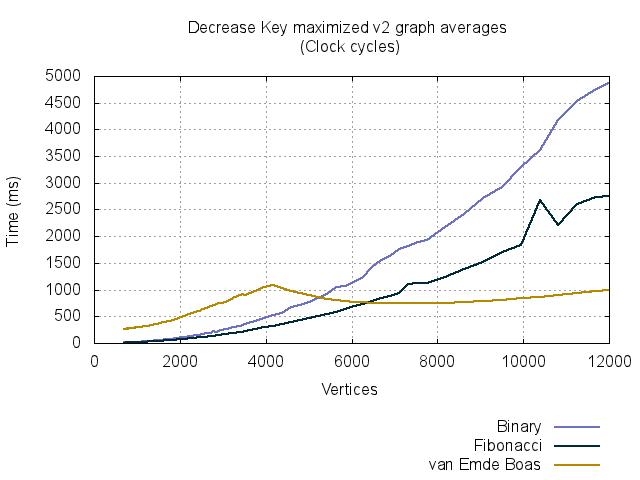 Decrease Key maximized v2 graph averages
(Clock cycles)
5000
4500
4000
3500
3000
2500
2000
1500
1000
500
0
Time (ms)
0 2000 4000 6000 8000 10000 12000
Vertices
Binary
Fibonacci
van Emde Boas